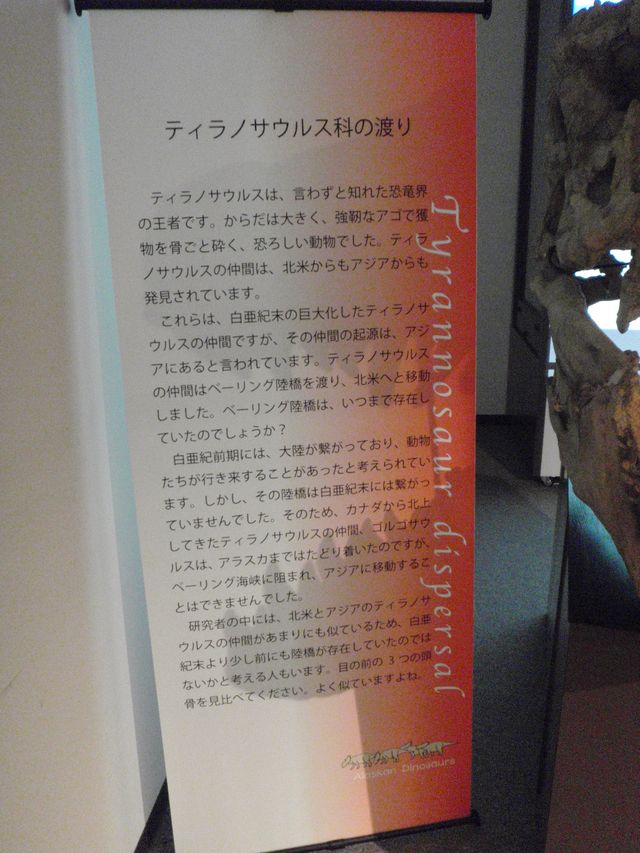 ティラノサウルス科の渡り
ティラノサウルスは、言わずと知れた恐竜界
の王者です。からだは大きく、強靭なアゴで獲
物を骨ごと砕く、恐ろしい動物でした。ティラ
ノサウルスの仲間は、北米からもアジアからも
発見されています。
これらは、白亜紀末の巨大化したティラノサ
ウルスの仲間ですが、その仲間の起源は、アジ
アにあると言われています。ティラノサウルス
の仲間はベーリング陸橋を渡り、北米へと移動
しました。ベーリング陸橋は、いつまで存在し
ていたのでしょうか？
白亜紀前期には、大陸が繋がっており、動物
たちが行き来することがあったと考えられてい
ます。しかし、その陸橋は白亜紀末には繋がっ
ていませんでした。そのため、カナダから北上
してきたティラノサウルスの仲間、ゴルゴサウ
ルスは、アラスカまではたどり着いたのですが、
ベーリング海峡に阻まれ、アジアに移動するこ
とはできませんでした。
研究者の中には、北米とアジアのティラノサ
ウルスの仲間があまりにも似ているため、白亜
紀末より少し前にも陸橋が存在していたのでは
ないかと考える人もいます。目の前の 3 つの頭
骨を見比べてください。よく似ていますよね。
Tyrannosaur dispersal
Alaskan Dinosaurs